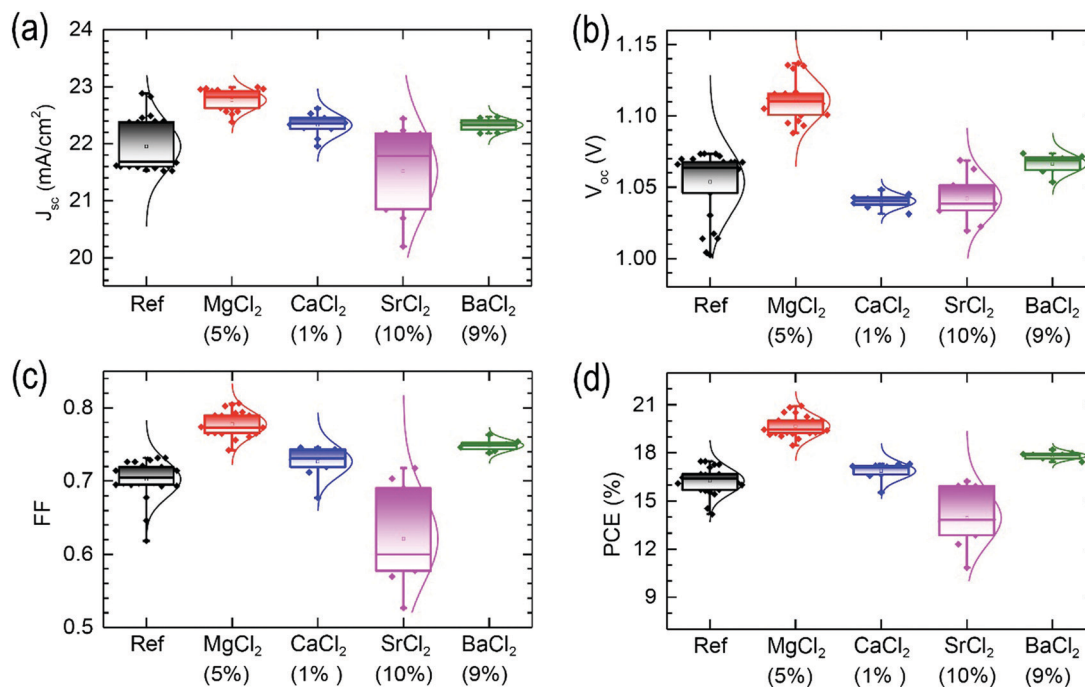 (a)
24
23
22
21
20
J_sc (mA/cm²)
Ref MgCl₂ CaCl₂ SrCl₂ BaCl₂
(5%) (1% ) (10%) (9%)
(b)
1.15
1.10
1.05
1.00
V_oc (V)
Ref MgCl₂ CaCl₂ SrCl₂ BaCl₂
(5%) (1% ) (10%) (9%)
(c)
0.8
0.7
0.6
0.5
FF
Ref MgCl₂ CaCl₂ SrCl₂ BaCl₂
(5%) (1% ) (10%) (9%)
(d)
21
18
15
12
9
PCE (%)
Ref MgCl₂ CaCl₂ SrCl₂ BaCl₂
(5%) (1% ) (10%) (9%)